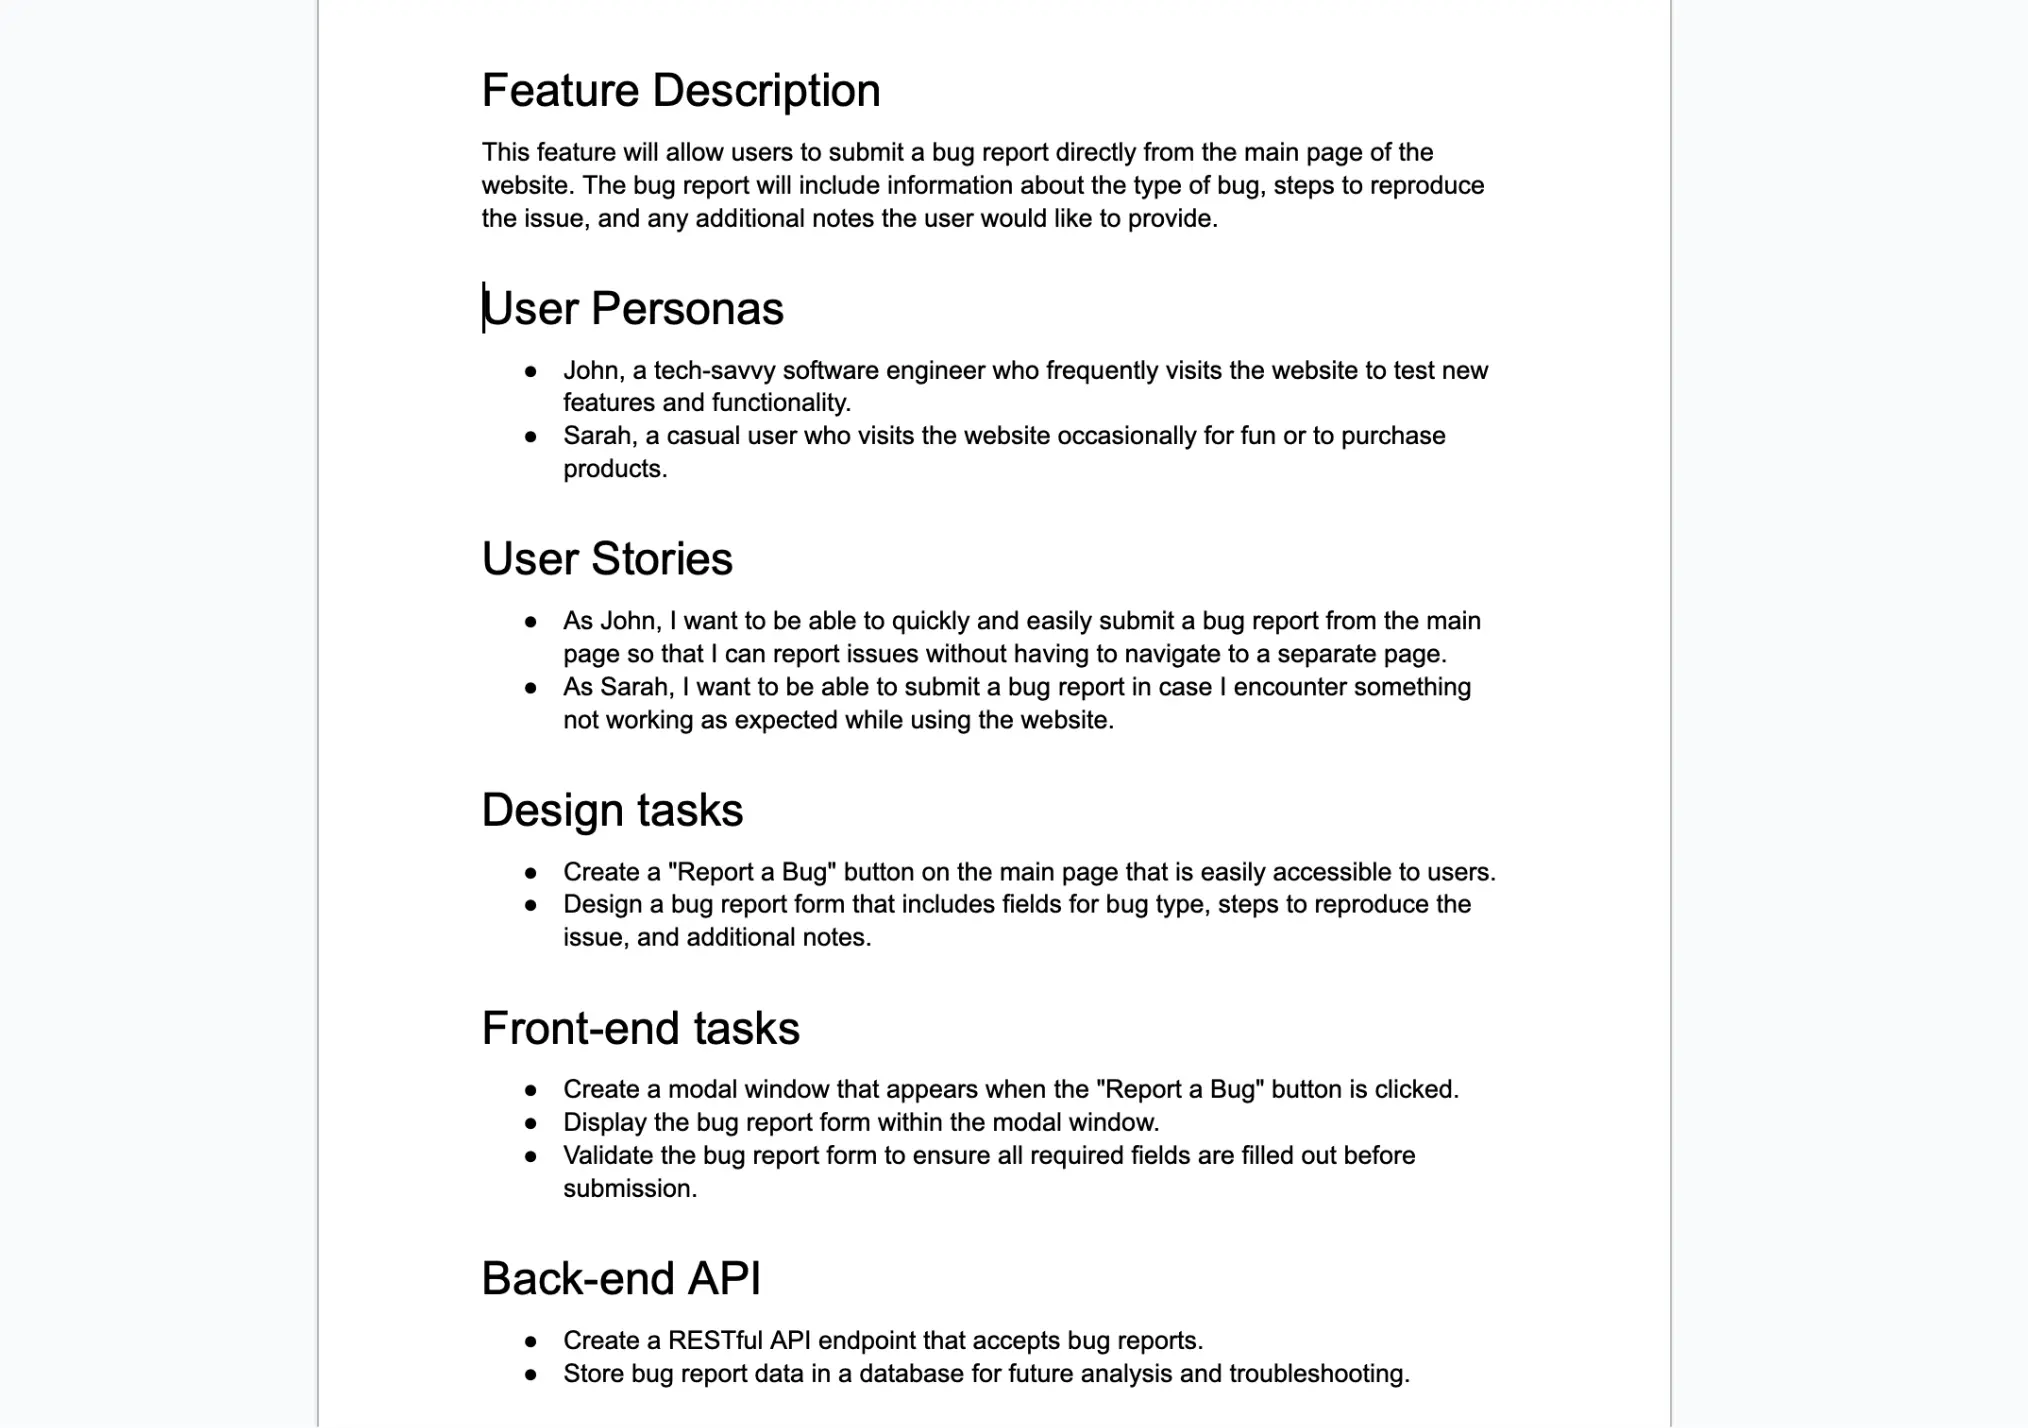 Feature Description
This feature will allow users to submit a bug report directly from the main page of the
website. The bug report will include information about the type of bug, steps to reproduce
the issue, and any additional notes the user would like to provide.
User Personas
● John, a tech-savvy software engineer who frequently visits the website to test new
features and functionality.
● Sarah, a casual user who visits the website occasionally for fun or to purchase
products.
User Stories
● As John, I want to be able to quickly and easily submit a bug report from the main
page so that I can report issues without having to navigate to a separate page.
● As Sarah, I want to be able to submit a bug report in case I encounter something
not working as expected while using the website.
Design tasks
● Create a "Report a Bug" button on the main page that is easily accessible to users.
● Design a bug report form that includes fields for bug type, steps to reproduce the
issue, and additional notes.
Front-end tasks
● Create a modal window that appears when the "Report a Bug" button is clicked.
● Display the bug report form within the modal window.
● Validate the bug report form to ensure all required fields are filled out before
submission.
Back-end API
● Create a RESTful API endpoint that accepts bug reports.
● Store bug report data in a database for future analysis and troubleshooting.